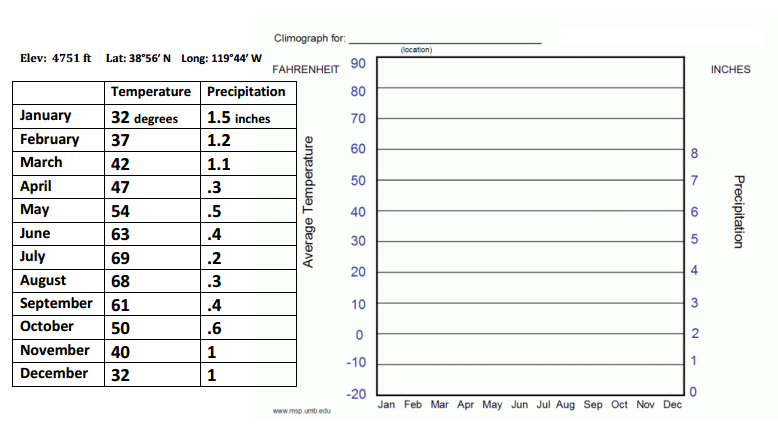 Climograph for:
(location)
Elev: 4751 ft Lat: 38°56′ N Long: 119°44′ W
FAHRENHEIT
INCHES
Temperature Precipitation
January 32 degrees 1.5 inches
February 37 1.2
March 42 1.1
April 47 .3
May 54 .5
June 63 .4
July 69 .2
August 68 .3
September 61 .4
October 50 .6
November 40 1
December 32 1
Average Temperature
90
80
70
60
50
40
30
20
10
0
-10
-20
8
7
6
5
4
3
2
1
0
Precipitation
Jan Feb Mar Apr May Jun Jul Aug Sep Oct Nov Dec
www.msp.umb.edu